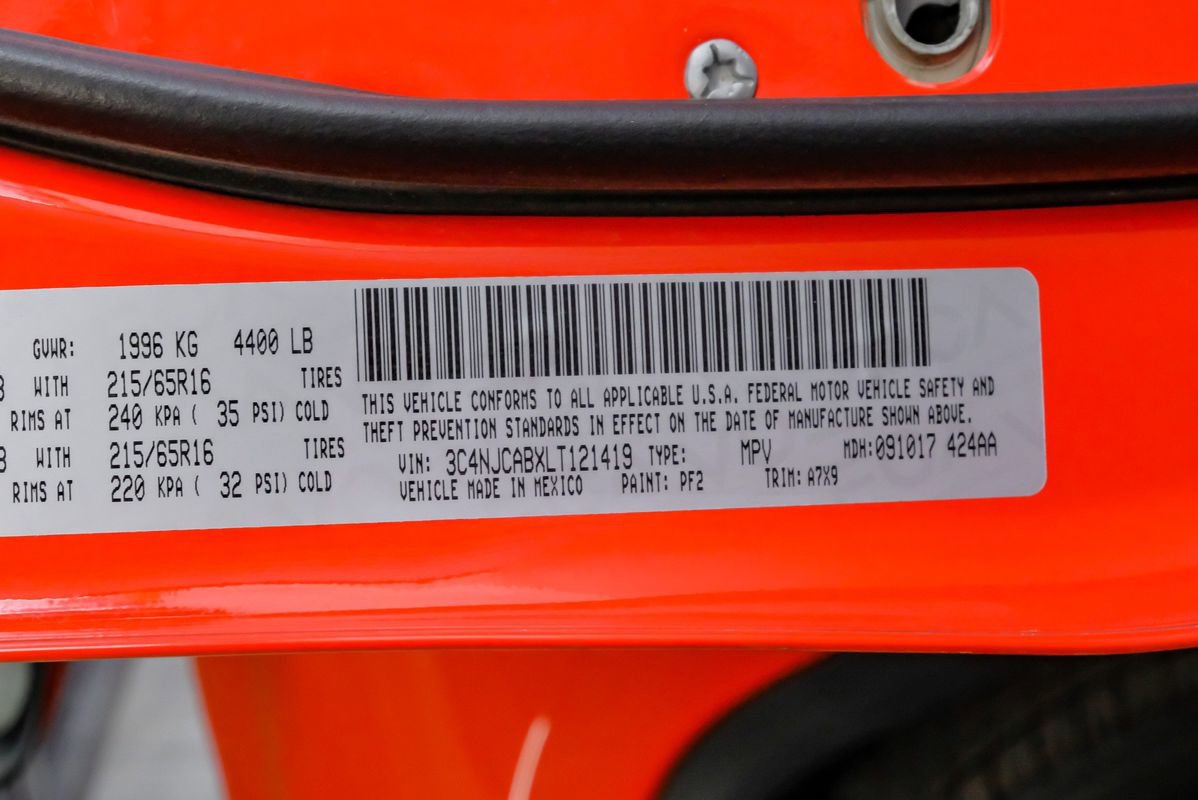 GVWR: 1996 KG 4400 LB
WITH 215/65R16 TIRES
RIMS AT 240 KPA ( 35 PSI) COLD
WITH 215/65R16 TIRES
RIMS AT 220 KPA ( 32 PSI) COLD
THIS VEHICLE CONFORMS TO ALL APPLICABLE U.S.A. FEDERAL MOTOR VEHICLE SAFETY AND
THEFT PREVENTION STANDARDS IN EFFECT ON THE DATE OF MANUFACTURE SHOWN ABOVE.
VIN: 3C4NJCABXLT121419 TYPE: MPV MDH:091017 424AA
VEHICLE MADE IN MEXICO PAINT: PF2 TRIM: A7X9